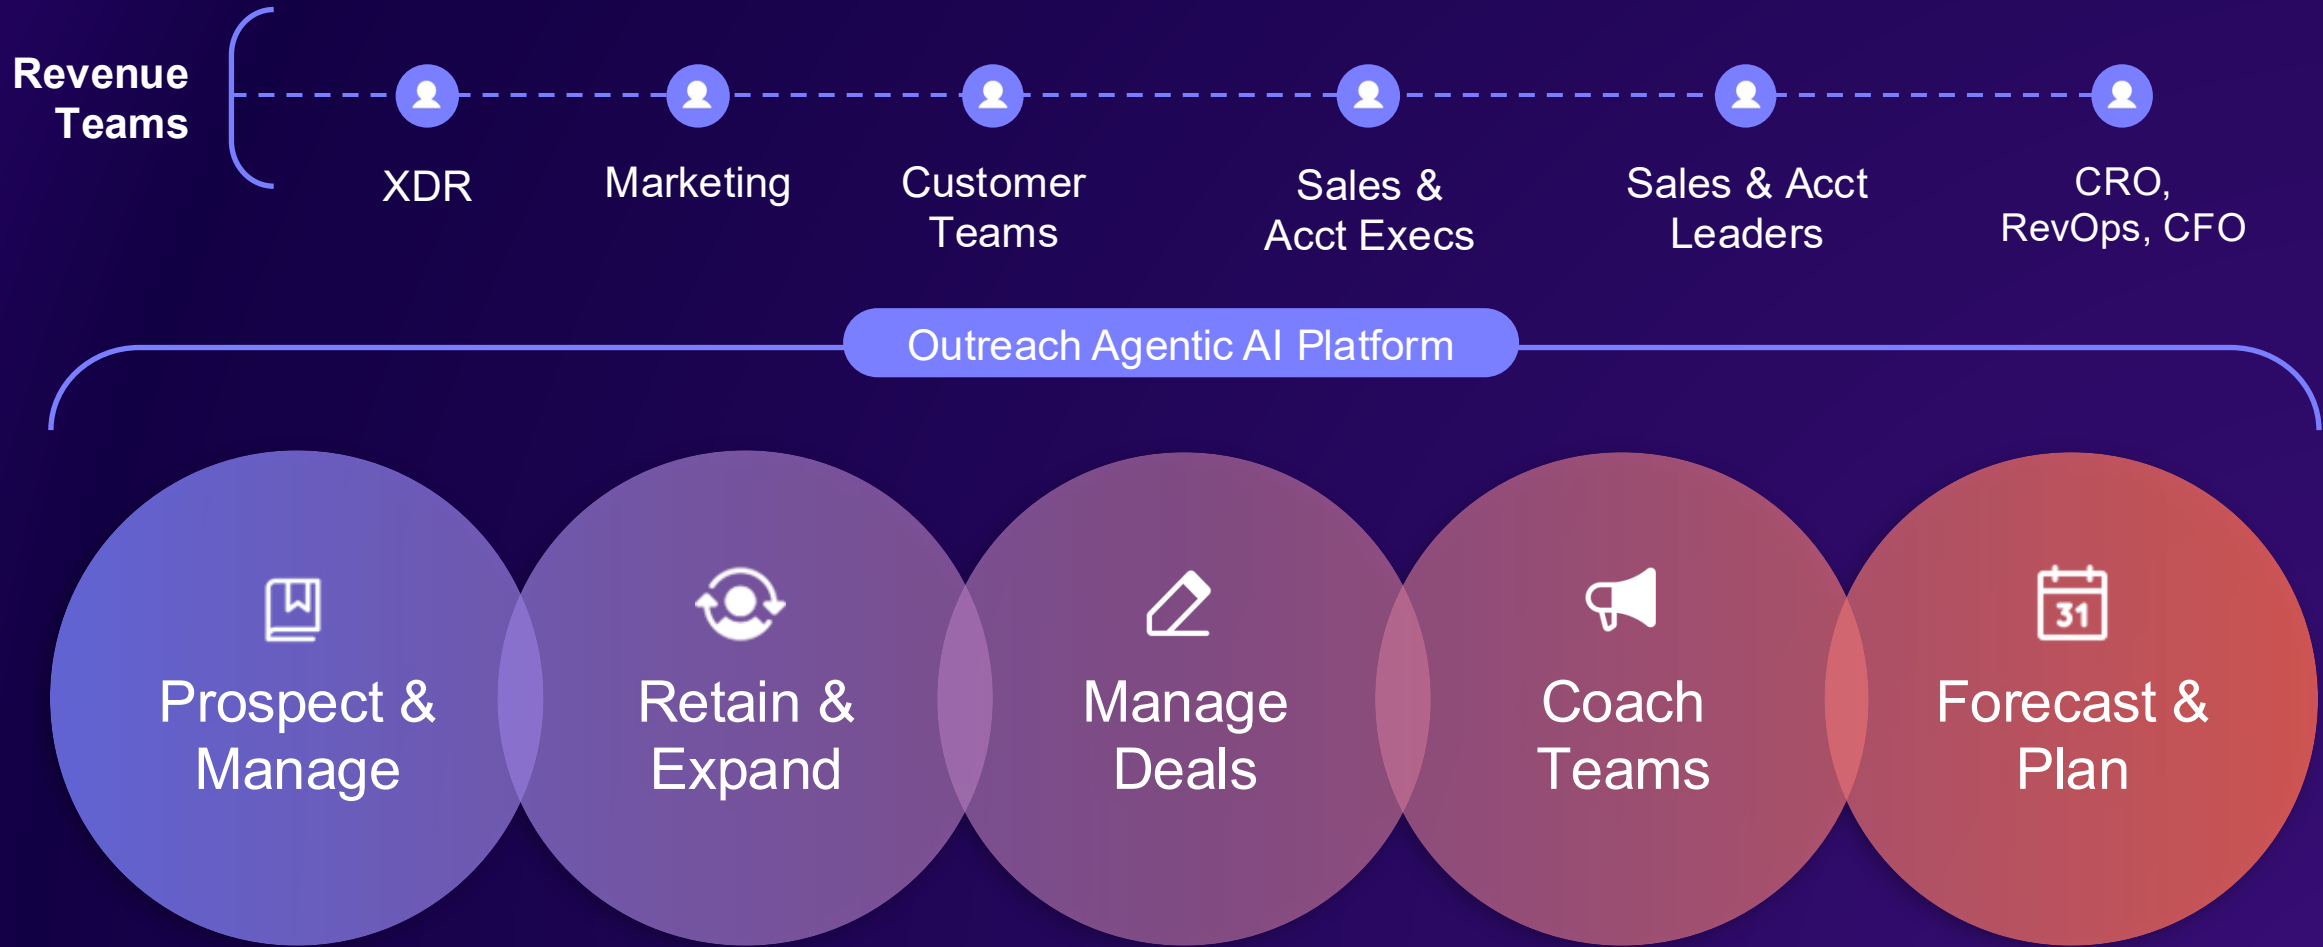 Revenue
Teams
XDR
Marketing
Customer
Teams
Sales &
Acct Execs
Sales & Acct
Leaders
CRO,
RevOps, CFO
Outreach Agentic AI Platform
Prospect &
Manage
Retain &
Expand
Manage
Deals
Coach
Teams
31
Forecast &
Plan